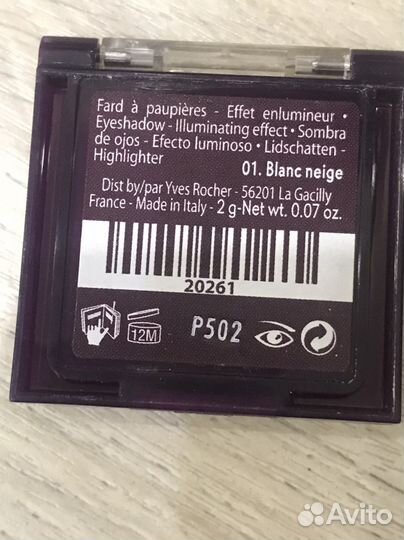 Fard à paupières - Effet enlumineur •
Eyeshadow - Illuminating effect • Sombra
de ojos - Efecto luminoso • Lidschatten -
Highlighter
01. Blanc neige
Dist by/par Yves Rocher - 56201 La Gacilly
France - Made in Italy - 2 g-Net wt. 0.07 oz.
20261
12M
P502
Avito